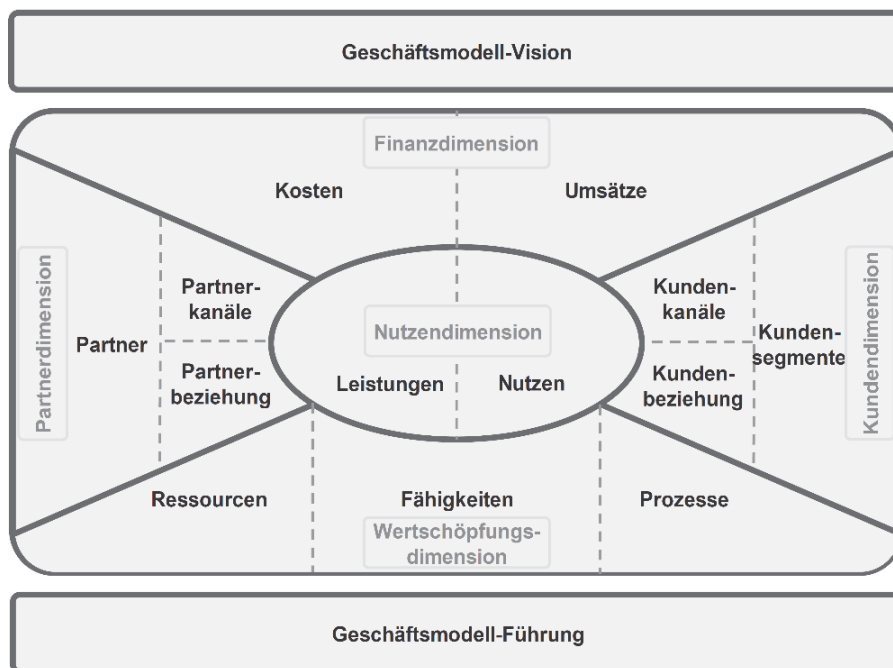 Geschäftsmodell-Vision
Finanzdimension
Kosten
Umsätze
Partnerdimension
Partner
Partner-
kanäle
Partner-
beziehung
Nutzendimension
Leistungen
Nutzen
Kunden-
kanäle
Kunden-
beziehung
Kunden-
segmente
Kundendimension
Ressourcen
Fähigkeiten
Prozesse
Wertschöpfungs-
dimension
Geschäftsmodell-Führung